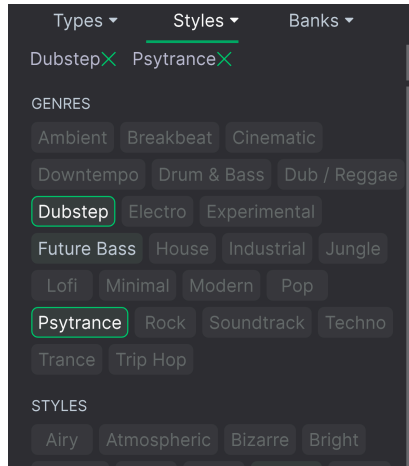 Types Styles Banks
Dubstep Psytrance
GENRES
Ambient Breakbeat Cinematic
Downtempo Drum & Bass Dub / Reggae
Dubstep Electro Experimental
Future Bass House Industrial Jungle
Lofi Minimal Modern Pop
Psytrance Rock Soundtrack Techno
Trance Trip Hop
STYLES
Airy Atmospheric Bizarre Bright